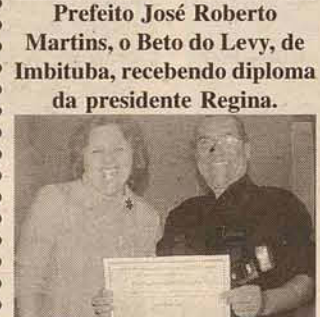 Prefeito José Roberto
Martins, o Beto do Levy, de
Imbituba, recebendo diploma
da presidente Regina.